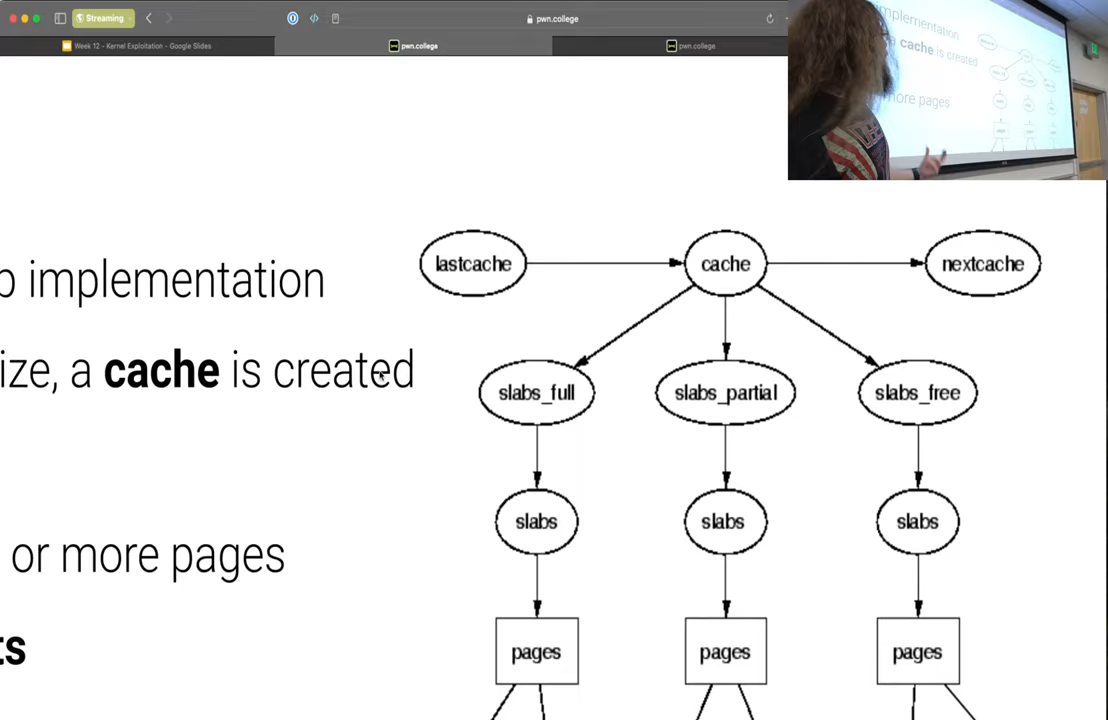 Streaming
pwn.college
Week 12 - Kernel Exploitation - Google Slides
pwn.college
pwn.college
implementation
cache is created
more pages
implementation
ize, a cache is created
or more pages
ts
lastcache
cache
nextcache
slabs_full
slabs_partial
slabs_free
slabs
slabs
slabs
pages
pages
pages